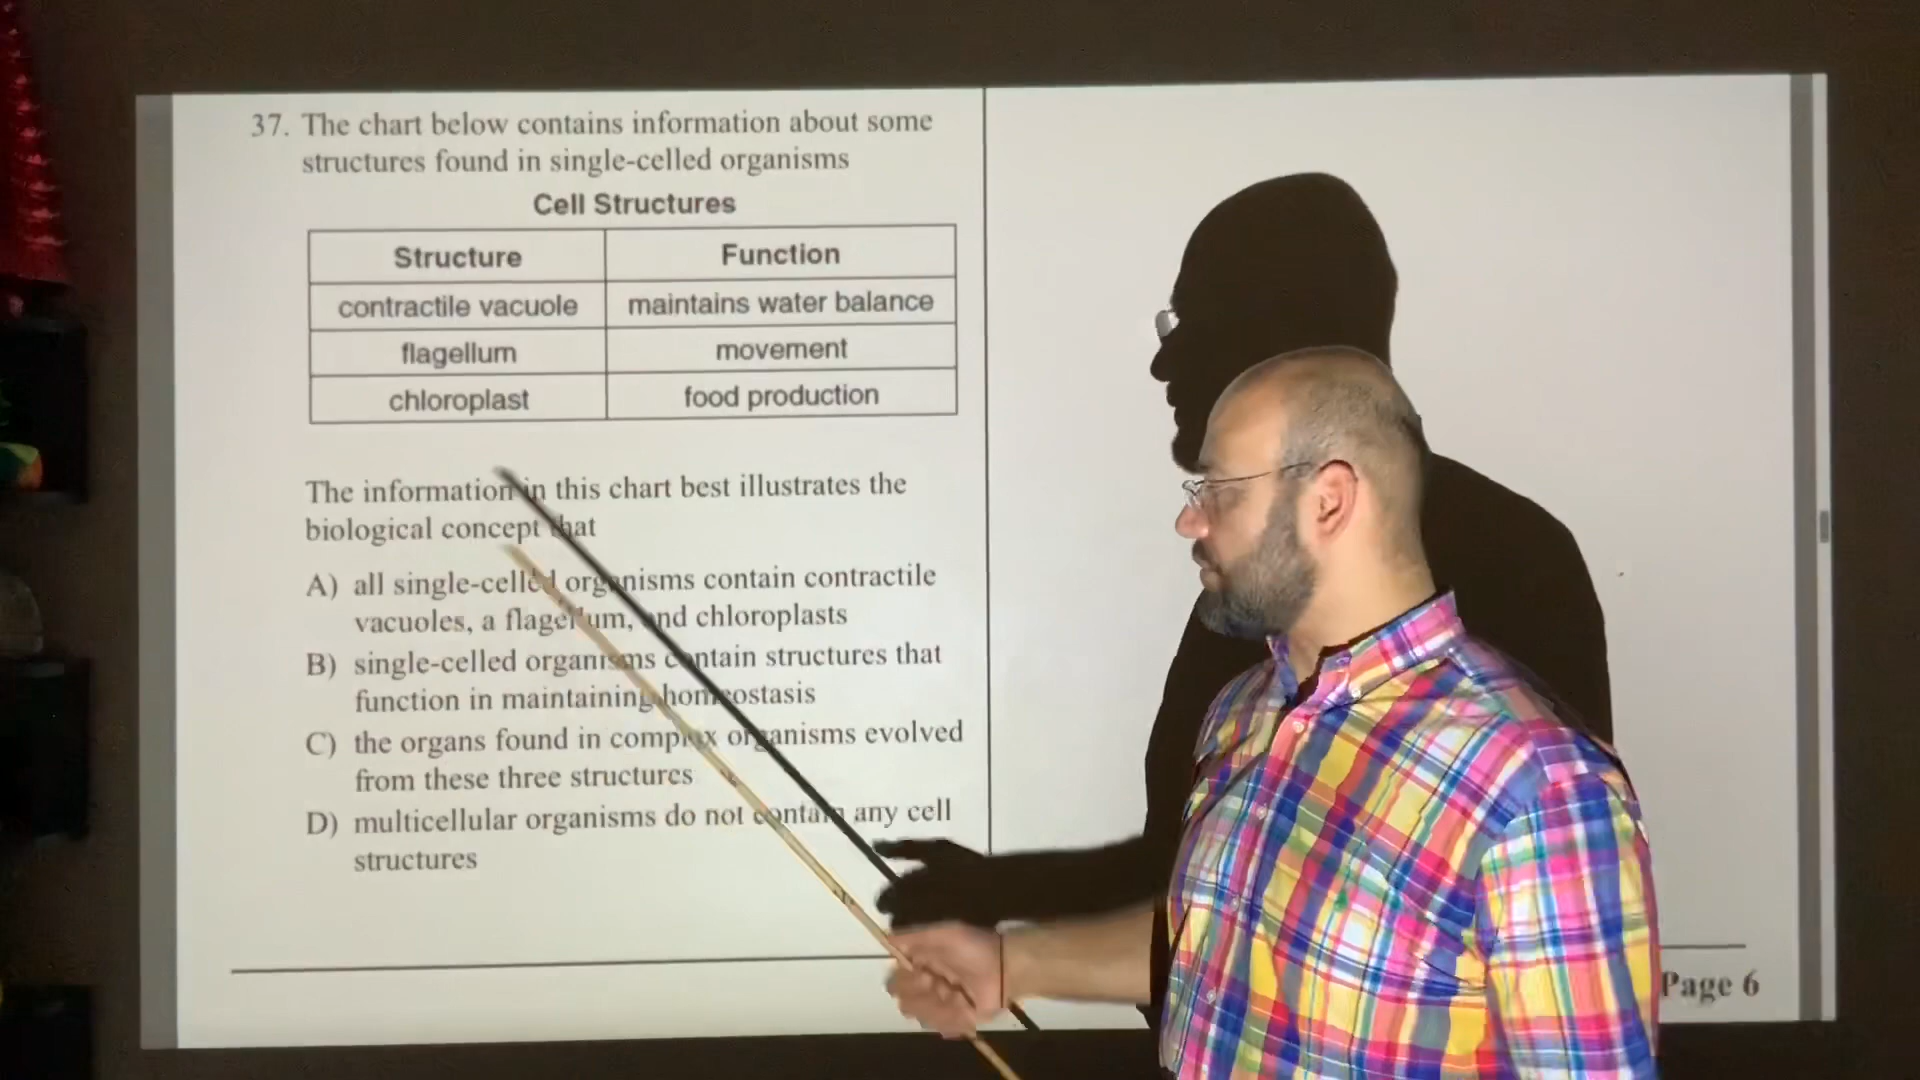 37. The chart below contains information about some
structures found in single-celled organisms
Cell Structures
Structure Function
contractile vacuole maintains water balance
flagellum movement
chloroplast food production
The information in this chart best illustrates the
biological concept that
A) all single-celled organisms contain contractile
vacuoles, a flagellum, and chloroplasts
B) single-celled organisms contain structures that
function in maintaining homeostasis
C) the organs found in complex organisms evolved
from these three structures
D) multicellular organisms do not contain any cell
structures
Page 6